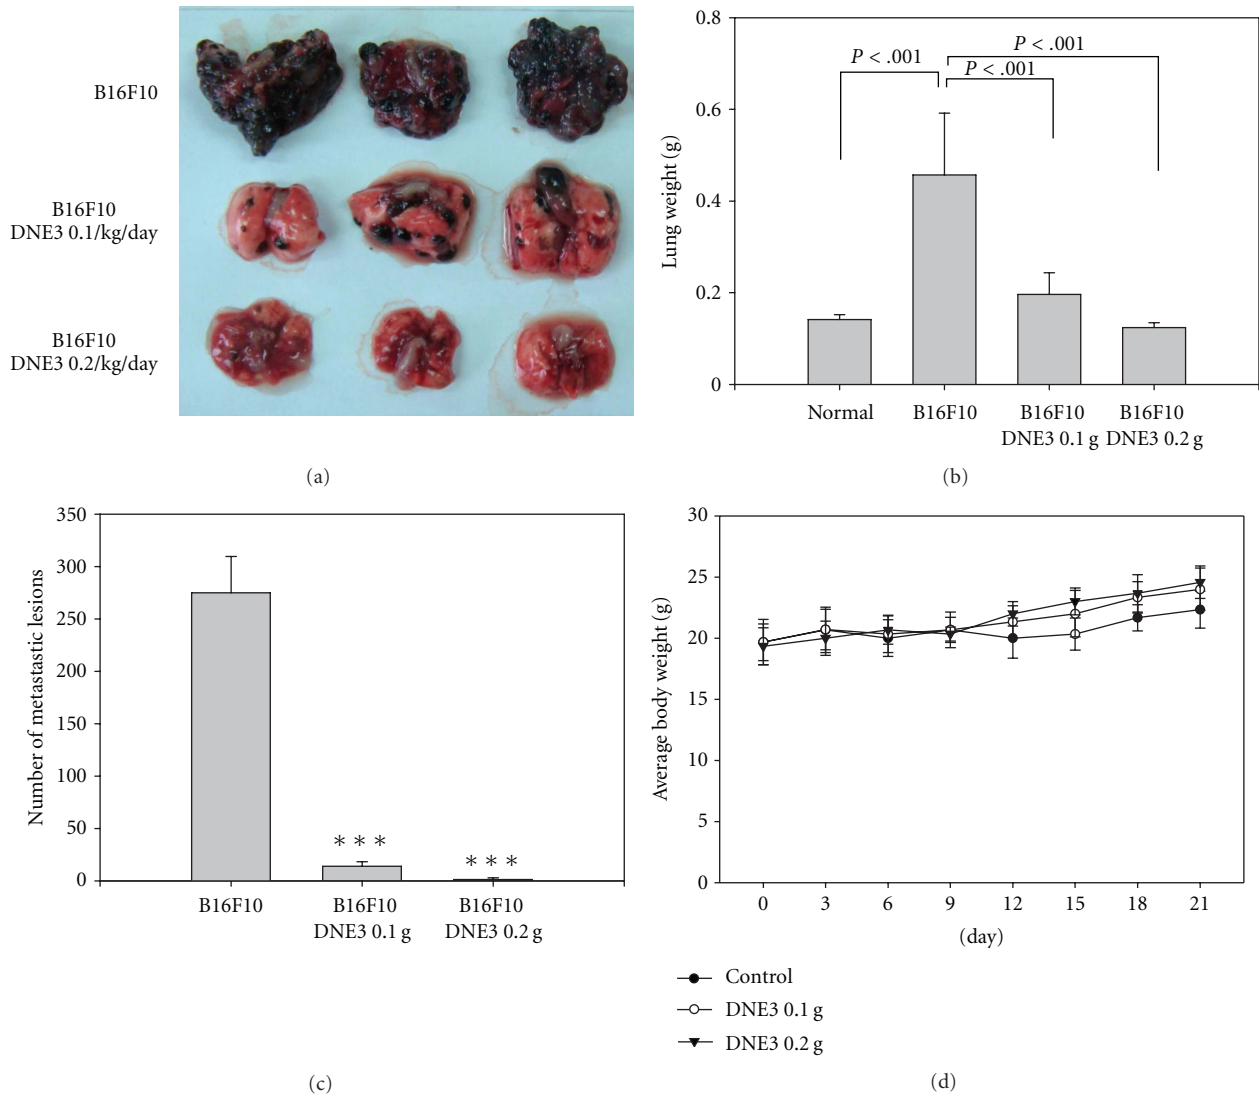 B16F10
B16F10
DNE3 0.1/kg/day
B16F10
DNE3 0.2/kg/day
(a)
0.8
0.6
0.4
0.2
0
Lung weight (g)
P < .001
P < .001
P < .001
Normal
B16F10
B16F10
DNE3 0.1 g
B16F10
DNE3 0.2 g
(b)
350
300
250
200
150
100
50
0
Number of metastastic lesions
* * *
* * *
B16F10
B16F10
DNE3 0.1 g
B16F10
DNE3 0.2 g
(c)
30
25
20
15
10
5
0
Average body weight (g)
0 3 6 9 12 15 18 21
(day)
Control
DNE3 0.1 g
DNE3 0.2 g
(d)